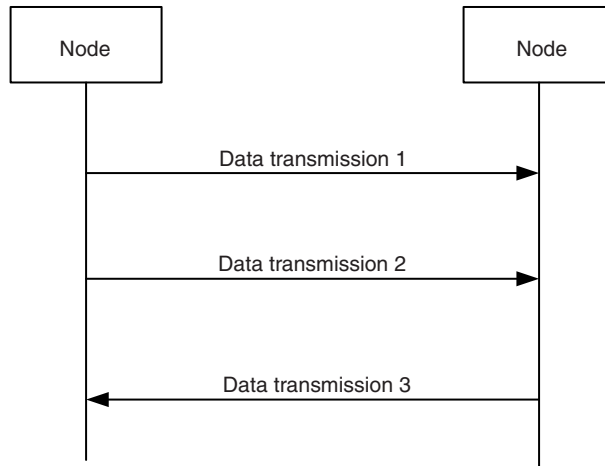 Node
Node
Data transmission 1
Data transmission 2
Data transmission 3